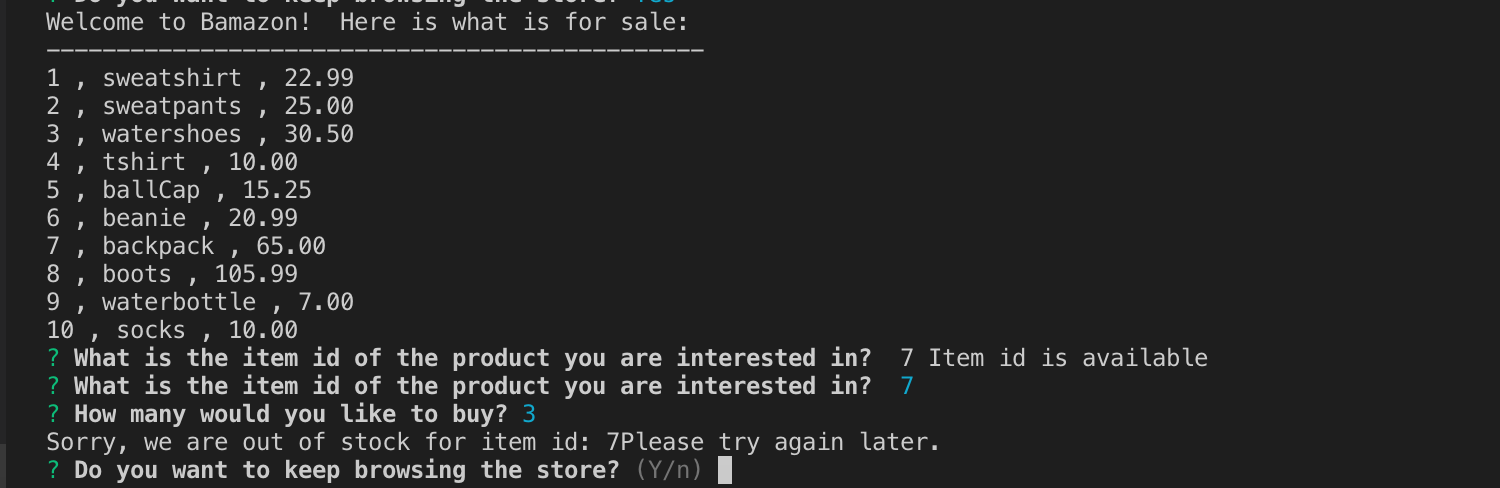 ? Do you want to keep browsing the store? Yes
Welcome to Bamazon!  Here is what is for sale:
-----------------------------------------------
1 , sweatshirt , 22.99
2 , sweatpants , 25.00
3 , watershoes , 30.50
4 , tshirt , 10.00
5 , ballCap , 15.25
6 , beanie , 20.99
7 , backpack , 65.00
8 , boots , 105.99
9 , waterbottle , 7.00
10 , socks , 10.00
? What is the item id of the product you are interested in?  7 Item id is available
? What is the item id of the product you are interested in?  7
? How many would you like to buy? 3
Sorry, we are out of stock for item id: 7Please try again later.
? Do you want to keep browsing the store? (Y/n)